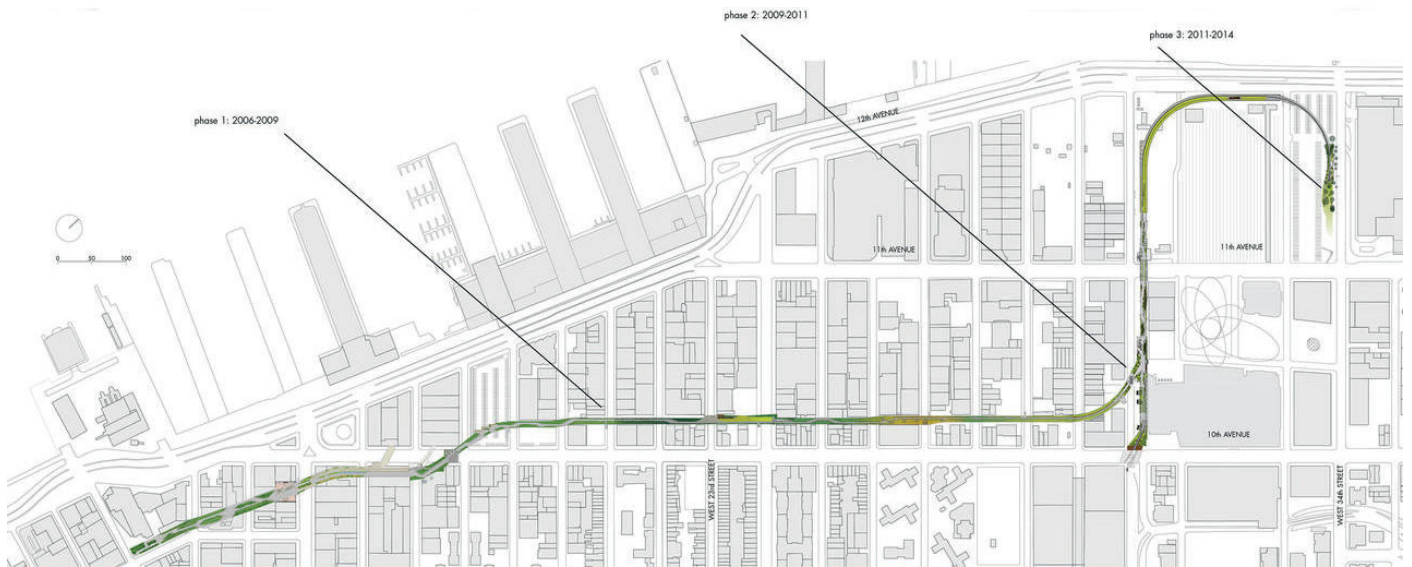 phase 2: 2009-2011
phase 3: 2011-2014
phase 1: 2006-2009
12th AVENUE
11th AVENUE
11th AVENUE
0 50 100
10th AVENUE
WEST 23rd STREET
WEST 34th STREET